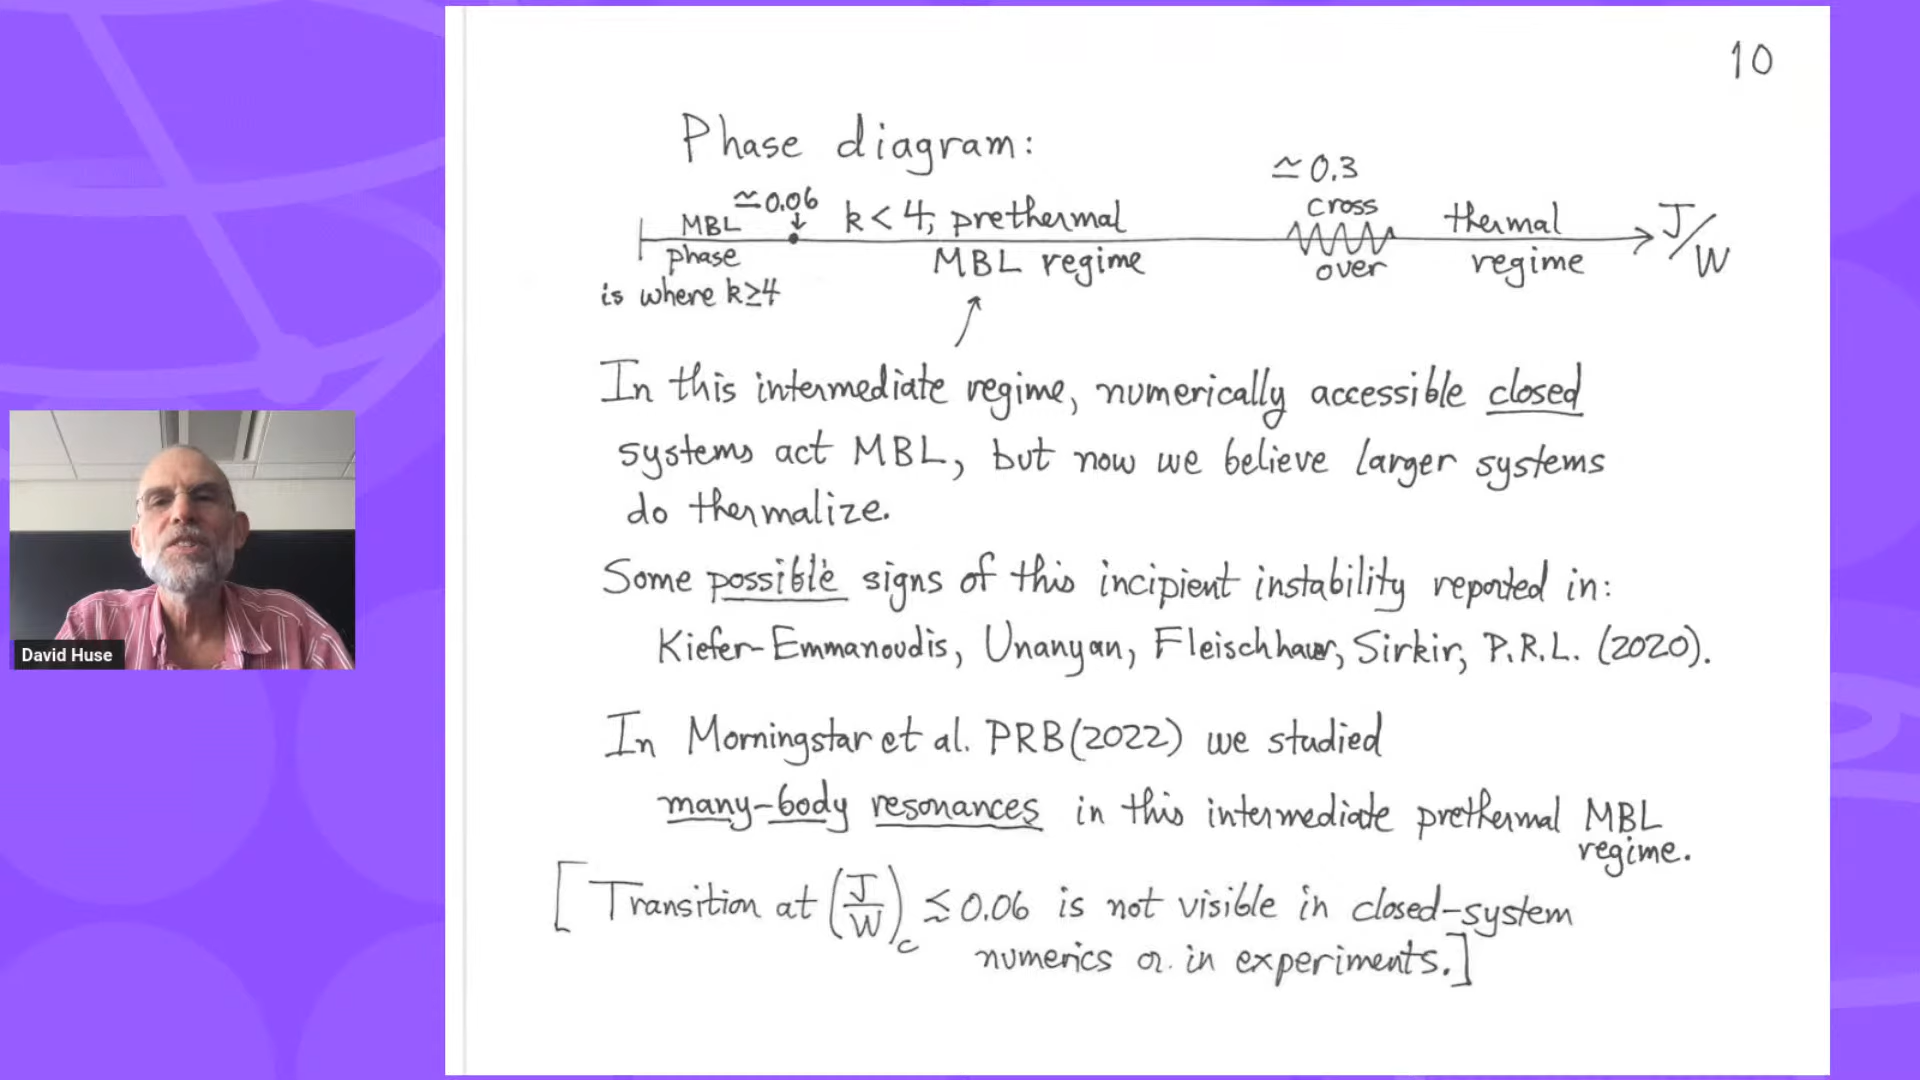 10
Phase diagram:
≃0.3
≃0.06
MBL
k<4, prethermal
cross
thermal
J/W
phase
MBL regime
over
regime
is where k≥4
In this intermediate regime, numerically accessible closed
systems act MBL, but now we believe larger systems
do thermalize.
Some possible signs of this incipient instability reported in:
Kiefer-Emmanoudis, Unanyan, Fleischhauer, Sirkir, P.R.L. (2020).
In Morningstar et al. PRB(2022) we studied
many-body resonances in this intermediate prethermal MBL
regime.
[Transition at (J/W)c ≲ 0.06 is not visible in closed-system
numerics or in experiments.]
David Huse